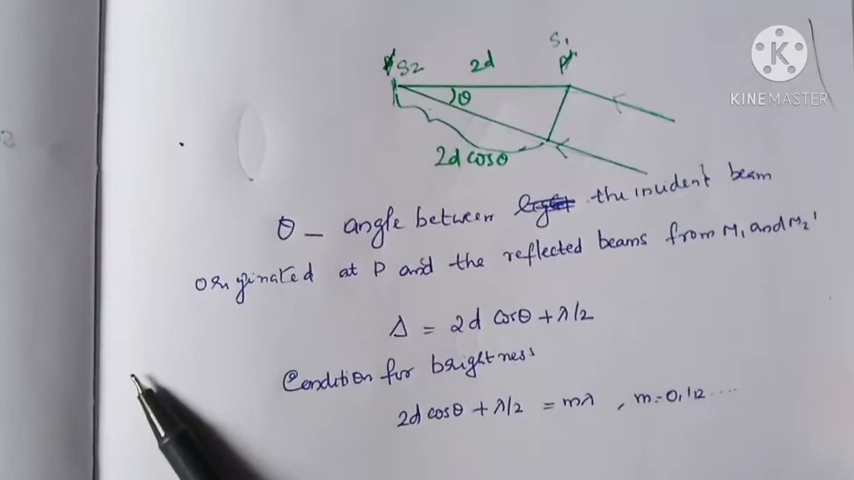 K
KINEMASTER
S2 2d S1
P'
θ
2d cosθ
θ — angle between the incident beam
originated at P and the reflected beams from M1 and M2'
Δ = 2d cosθ + λ/2
Condition for brightness
2d cosθ + λ/2 = mλ , m=0,1,2....